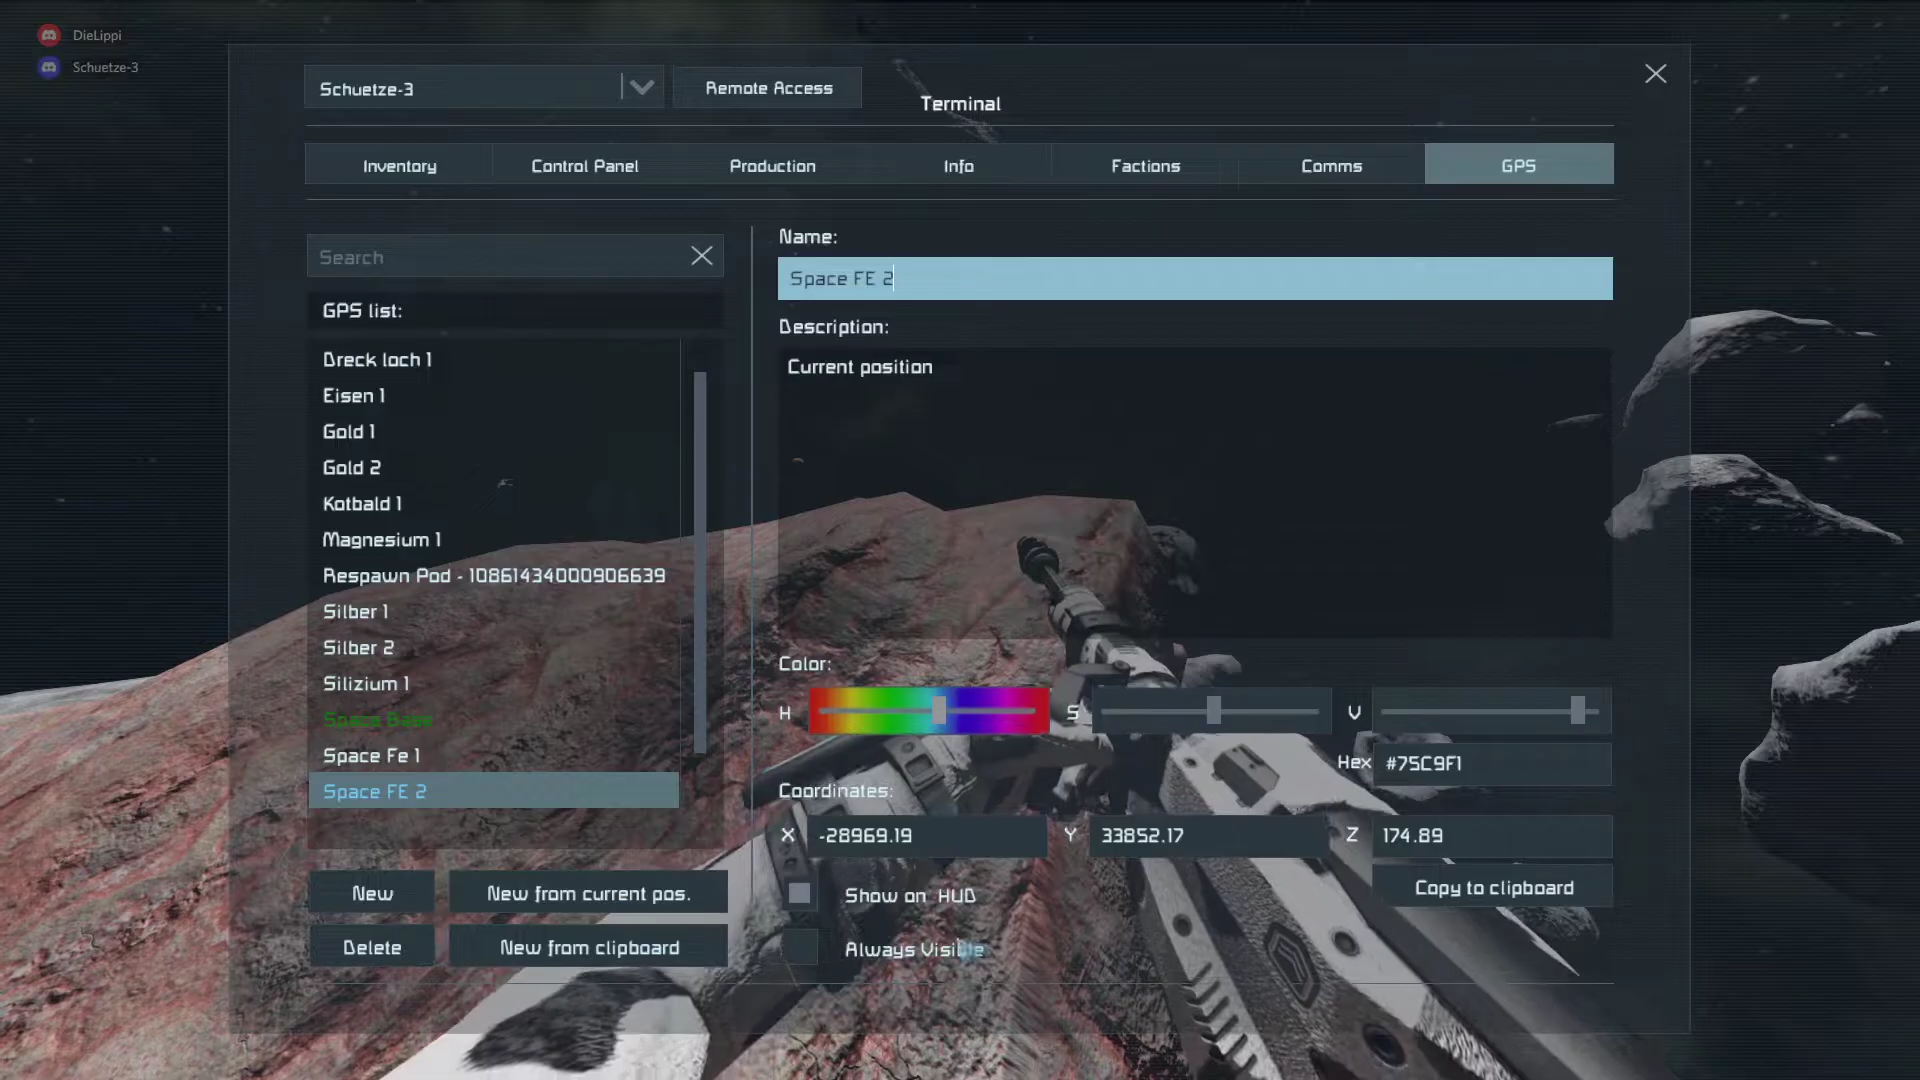 DieLippi
Schuetze-3
Schuetze-3
Remote Access
Terminal
Inventory
Control Panel
Production
Info
Factions
Comms
GPS
Search
GPS list:
Dreck loch 1
Eisen 1
Gold 1
Gold 2
Kotbald 1
Magnesium 1
Respawn Pod - 108614340000906639
Silber 1
Silber 2
Silizium 1
Space Base
Space Fe 1
Space FE 2
New
New from current pos.
Delete
New from clipboard
Name:
Space FE 2
Description:
Current position
Color:
H
S
V
Hex
#75C9F1
Coordinates:
X
-28969.19
Y
33852.17
Z
174.89
Show on HUD
Copy to clipboard
Always Visible